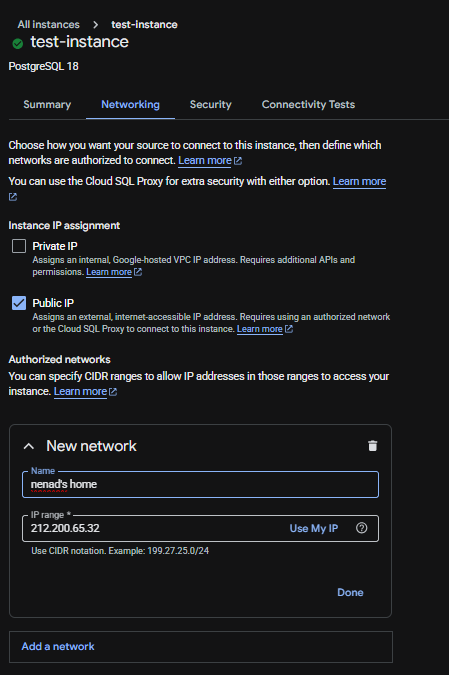 All instances > test-instance
test-instance
PostgreSQL 18
Summary Networking Security Connectivity Tests
Choose how you want your source to connect to this instance, then define which
networks are authorized to connect. Learn more
You can use the Cloud SQL Proxy for extra security with either option. Learn more
Instance IP assignment
Private IP
Assigns an internal, Google-hosted VPC IP address. Requires additional APIs and
permissions. Learn more
Public IP
Assigns an external, internet-accessible IP address. Requires using an authorized network
or the Cloud SQL Proxy to connect to this instance. Learn more
Authorized networks
You can specify CIDR ranges to allow IP addresses in those ranges to access your
instance. Learn more
New network
Name
nenad's home
IP range *
212.200.65.32 Use My IP
Use CIDR notation. Example: 199.27.25.0/24
Done
Add a network